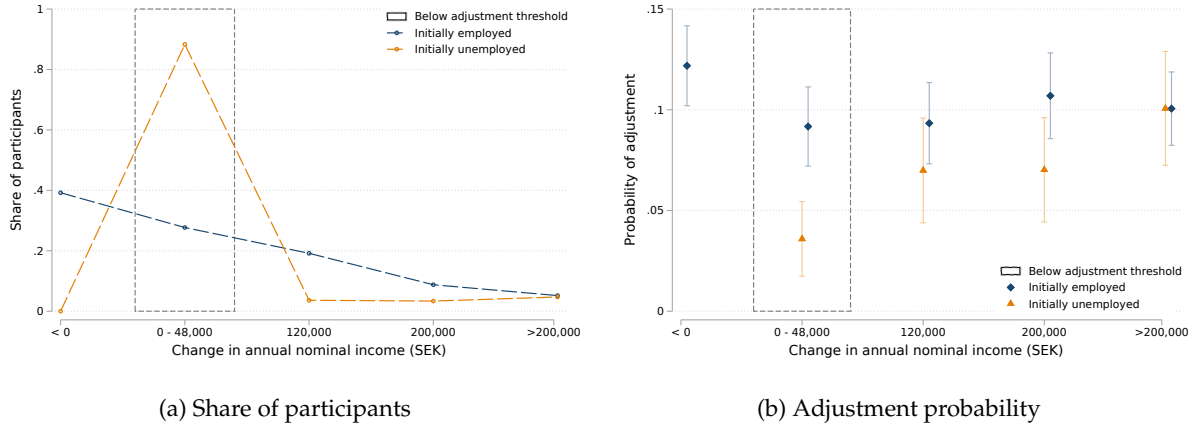 1
.8
.6
.4
.2
0
Share of participants
Below adjustment threshold
Initially employed
Initially unemployed
< 0
0 - 48,000
120,000
200,000
>200,000
Change in annual nominal income (SEK)
(a) Share of participants
.15
.1
.05
0
Probability of adjustment
Below adjustment threshold
Initially employed
Initially unemployed
< 0
0 - 48,000
120,000
200,000
>200,000
Change in annual nominal income (SEK)
(b) Adjustment probability